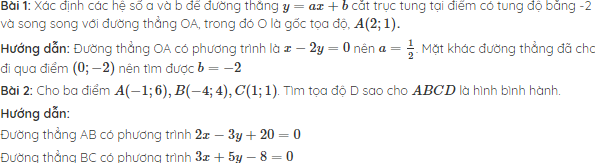 Bài 1: Xác định các hệ số a và b để đường thẳng y = ax + b cắt trục tung tại điểm có tung độ bằng -2
và song song với đường thẳng OA, trong đó O là gốc tọa độ, A(2; 1).
Hướng dẫn: Đường thẳng OA có phương trình là x − 2y = 0 nên a = 1/2. Mặt khác đường thẳng đã cho
đi qua điểm (0; −2) nên tìm được b = −2
Bài 2: Cho ba điểm A(−1; 6), B(−4; 4), C(1; 1). Tìm tọa độ D sao cho ABCD là hình bình hành.
Hướng dẫn:
Đường thẳng AB có phương trình 2x − 3y + 20 = 0
Đường thẳng BC có phương trình 3x + 5y − 8 = 0